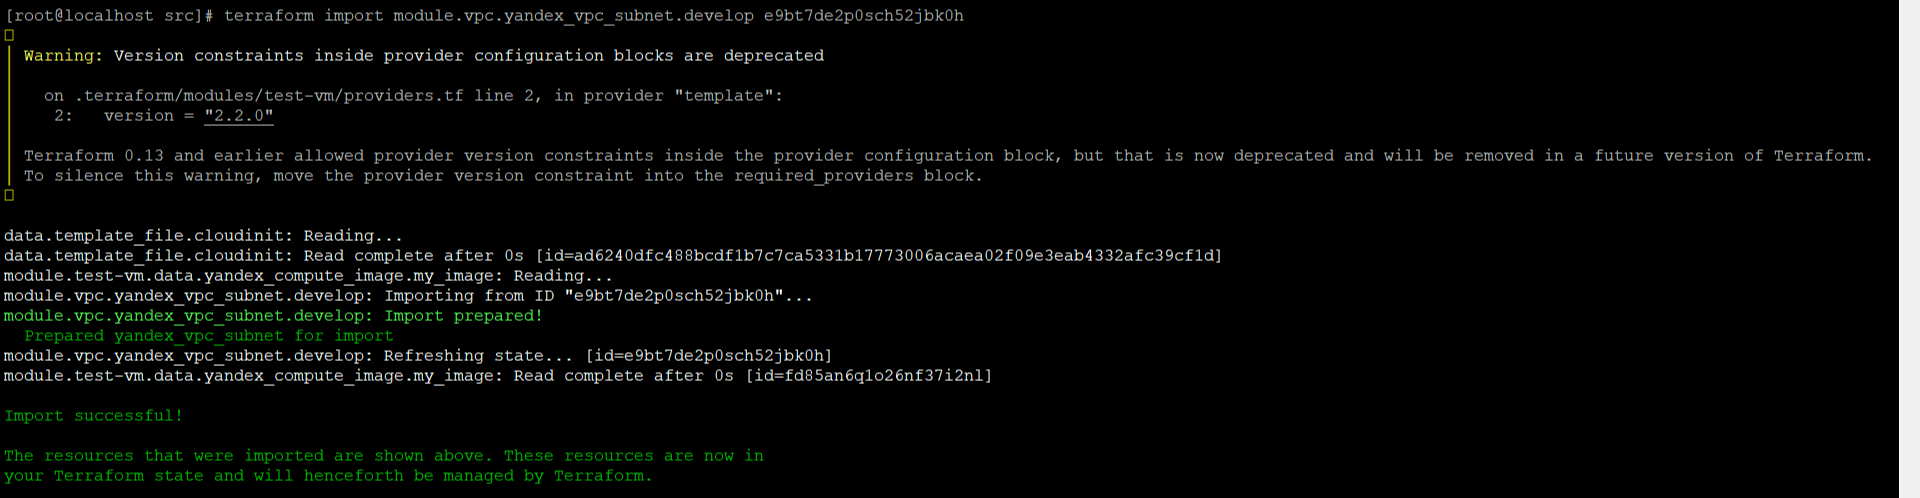 [root@localhost src]# terraform import module.vpc.yandex_vpc_subnet.develop e9bt7de2p0sch52jbk0h
Warning: Version constraints inside provider configuration blocks are deprecated
on .terraform/modules/test-vm/providers.tf line 2, in provider "template":
2:   version = "2.2.0"
Terraform 0.13 and earlier allowed provider version constraints inside the provider configuration block, but that is now deprecated and will be removed in a future version of Terraform.
To silence this warning, move the provider version constraint into the required_providers block.
data.template_file.cloudinit: Reading...
data.template_file.cloudinit: Read complete after 0s [id=ad6240dfc488bcdf1b7c7ca5331b17773006acaea02f09e3eab4332afc39cf1d]
module.test-vm.data.yandex_compute_image.my_image: Reading...
module.vpc.yandex_vpc_subnet.develop: Importing from ID "e9bt7de2p0sch52jbk0h"...
module.vpc.yandex_vpc_subnet.develop: Import prepared!
Prepared yandex_vpc_subnet for import
module.vpc.yandex_vpc_subnet.develop: Refreshing state... [id=e9bt7de2p0sch52jbk0h]
module.test-vm.data.yandex_compute_image.my_image: Read complete after 0s [id=fd85an6q1o26nf37i2nl]
Import successful!
The resources that were imported are shown above. These resources are now in
your Terraform state and will henceforth be managed by Terraform.